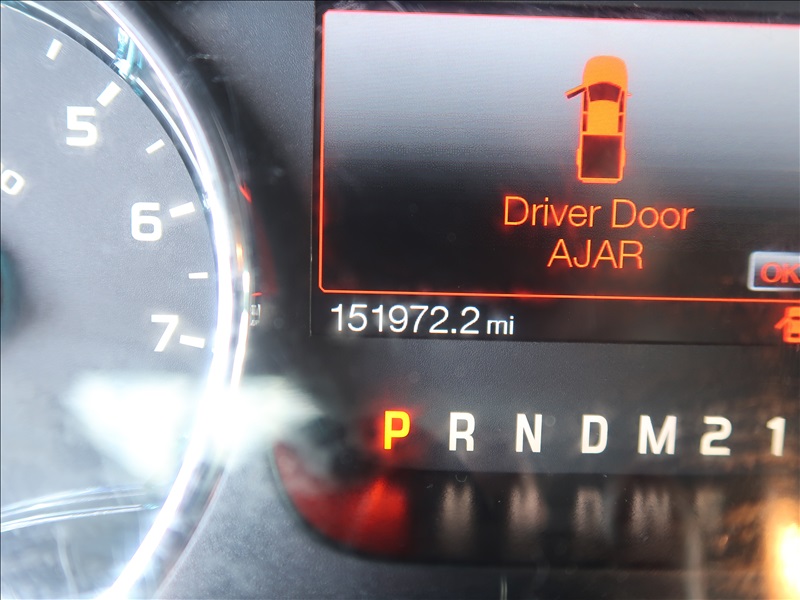 5
6
7
Driver Door
AJAR
OK
151972.2 mi
P R N D M 2 1